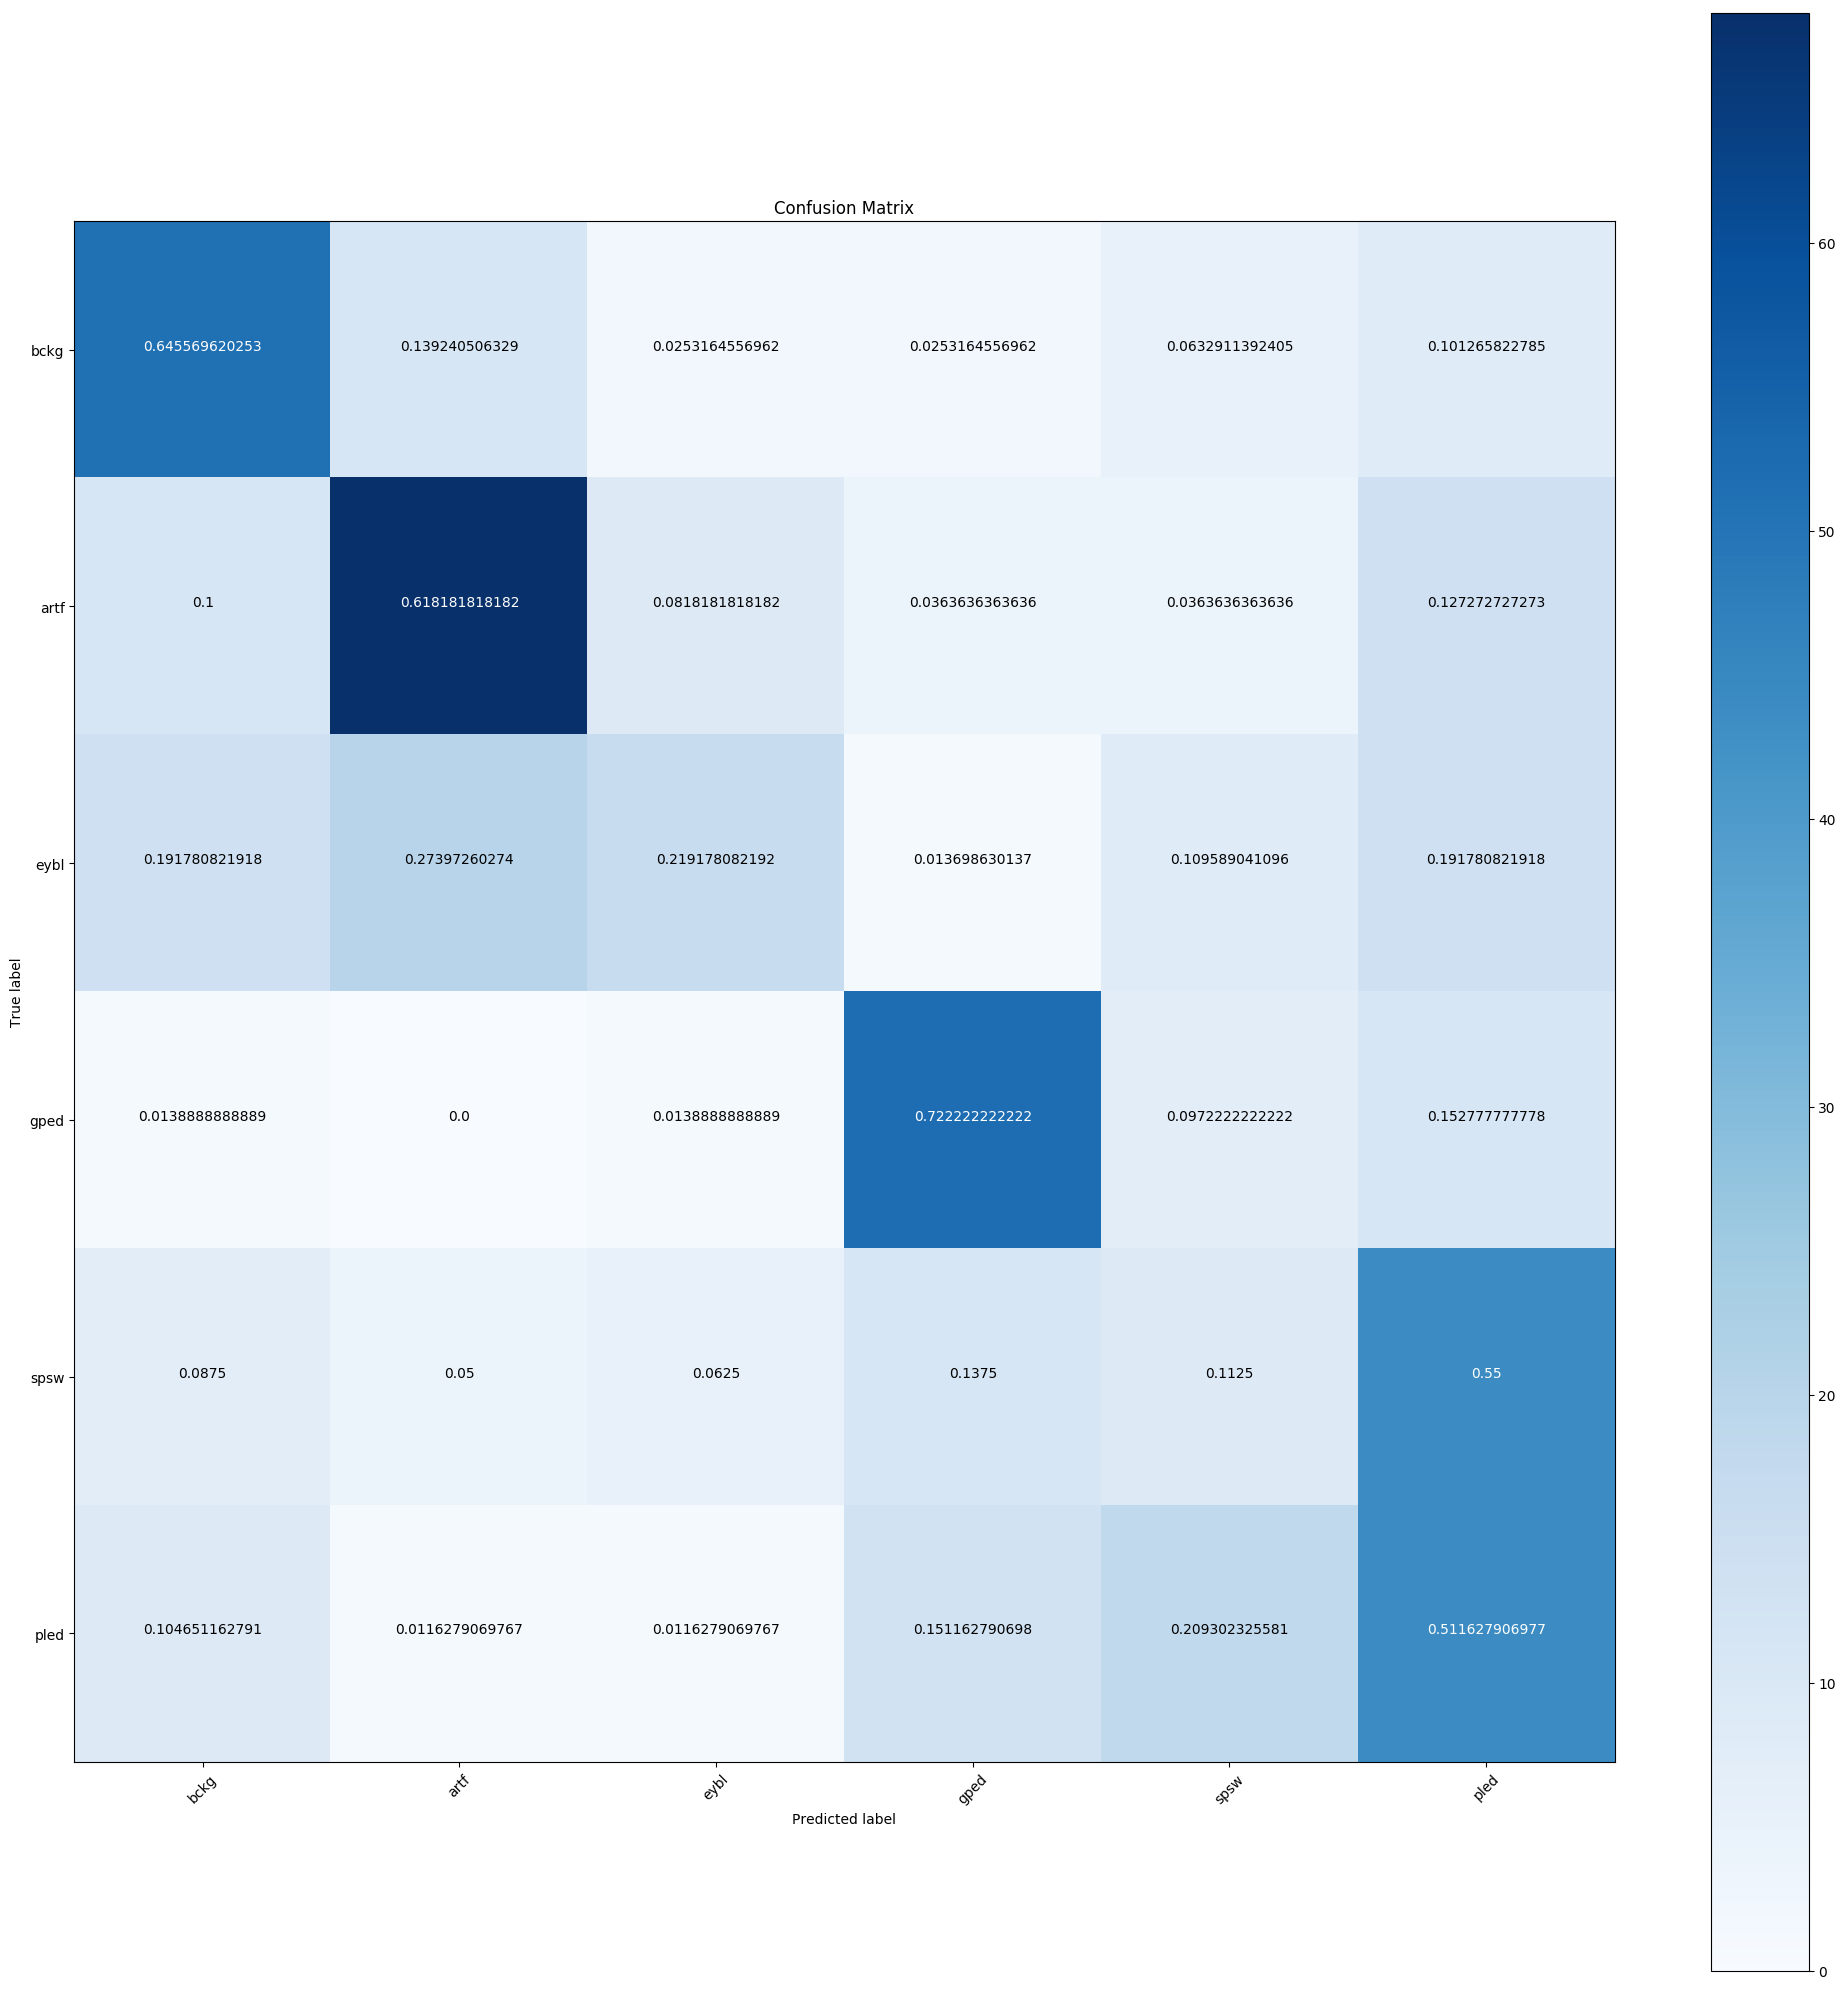 Confusion Matrix
60
bckg 0.645569620253 0.139240506329 0.0253164556962 0.0253164556962 0.0632911392405 0.101265822785
50
artf 0.1 0.618181818182 0.0818181818182 0.0363636363636 0.0363636363636 0.127272727273
40
eybl 0.191780821918 0.27397260274 0.219178082192 0.013698630137 0.109589041096 0.191780821918
True label
30
gped 0.0138888888889 0.0 0.0138888888889 0.722222222222 0.0972222222222 0.152777777778
20
spsw 0.0875 0.05 0.0625 0.1375 0.1125 0.55
pled 0.104651162791 0.0116279069767 0.0116279069767 0.151162790698 0.209302325581 0.511627906977
10
bckg artf eybl gped spsw pled
Predicted label
0